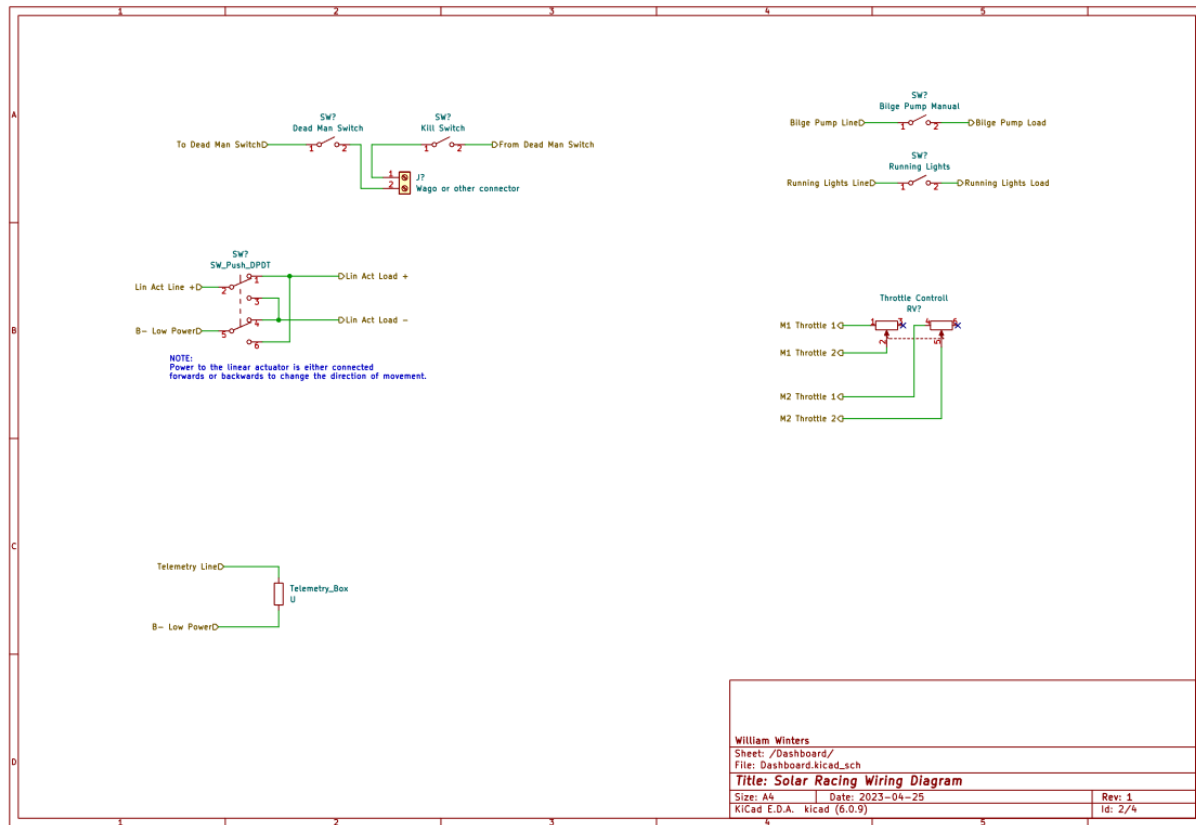 1 2 3 4 5
A
B
C
D
SW?
Dead Man Switch
To Dead Man Switch
1 2
SW?
Kill Switch
1 2
From Dead Man Switch
1
2
J?
Wago or other connector
SW?
Bilge Pump Manual
Bilge Pump Line
1 2
Bilge Pump Load
SW?
Running Lights
Running Lights Line
1 2
Running Lights Load
SW?
SW_Push_DPDT
Lin Act Line +
2
1
3
Lin Act Load +
B- Low Power
5
4
6
Lin Act Load -
NOTE:
Power to the linear actuator is either connected
forwards or backwards to change the direction of movement.
Throttle Controll
RV?
M1 Throttle 1
1 3 4 6
M1 Throttle 2
2 5
M2 Throttle 1
M2 Throttle 2
Telemetry Line
Telemetry_Box
U
B- Low Power
William Winters
Sheet: /Dashboard/
File: Dashboard.kicad_sch
Title: Solar Racing Wiring Diagram
Size: A4 Date: 2023-04-25 Rev: 1
KiCad E.D.A. kicad (6.0.9) Id: 2/4
1 2 3 4 5